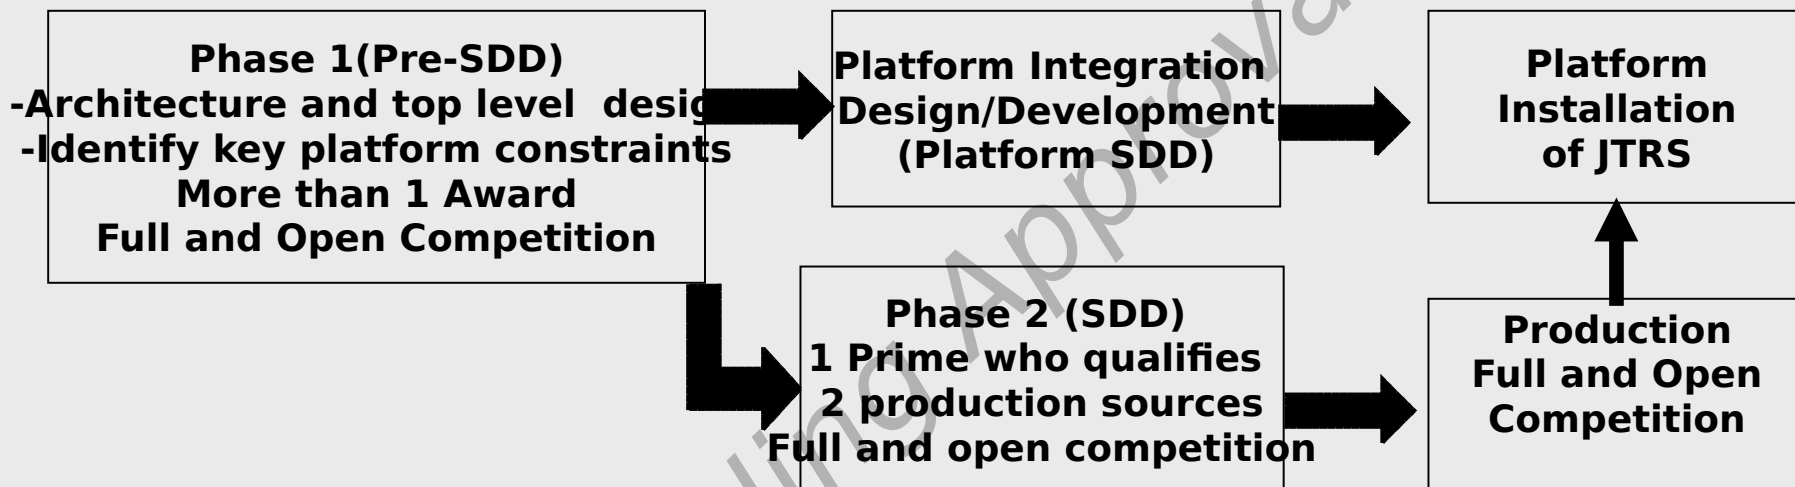 Phase 1(Pre-SDD)
-Architecture and top level desig
-Identify key platform constraints
More than 1 Award
Full and Open Competition
Platform Integration
Design/Development
(Platform SDD)
Platform
Installation
of JTRS
Phase 2 (SDD)
1 Prime who qualifies
2 production sources
Full and open competition
Production
Full and Open
Competition
ling Approva